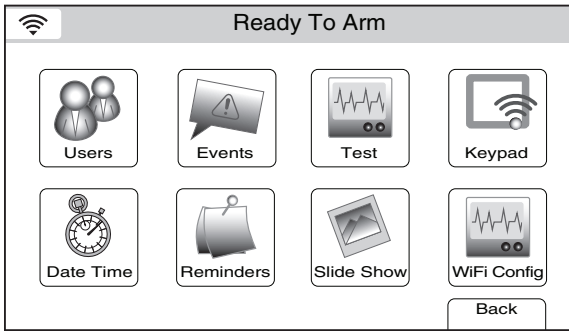 Ready To Arm
Users
Events
Test
Keypad
Date Time
Reminders
Slide Show
WiFi Config
Back